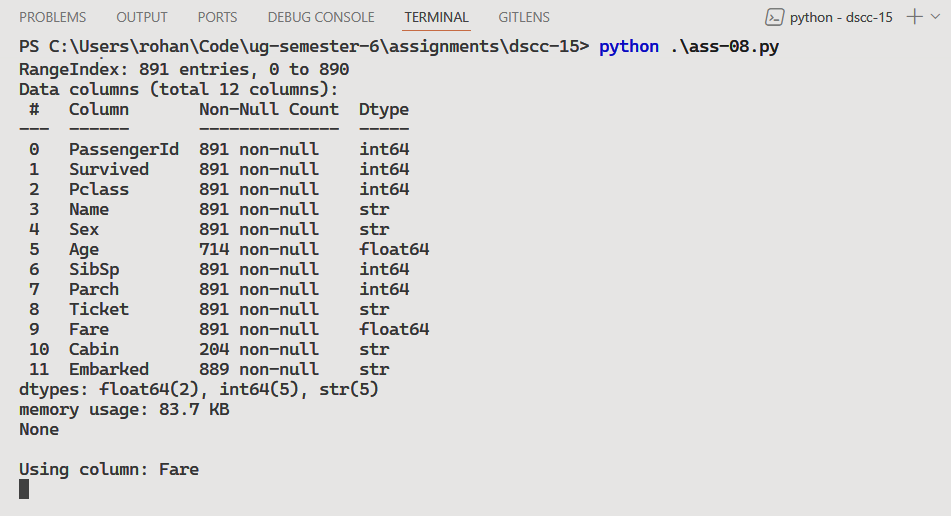 PROBLEMS OUTPUT PORTS DEBUG CONSOLE TERMINAL GITLENS python - dscc-15
PS C:\Users\rohan\Code\ug-semester-6\assignments\dscc-15> python .\ass-08.py
RangeIndex: 891 entries, 0 to 890
Data columns (total 12 columns):
 #   Column       Non-Null Count  Dtype
---  ------       --------------  -----
 0   PassengerId  891 non-null    int64
 1   Survived     891 non-null    int64
 2   Pclass       891 non-null    int64
 3   Name         891 non-null    str
 4   Sex          891 non-null    str
 5   Age          714 non-null    float64
 6   SibSp        891 non-null    int64
 7   Parch        891 non-null    int64
 8   Ticket       891 non-null    str
 9   Fare         891 non-null    float64
 10  Cabin        204 non-null    str
 11  Embarked     889 non-null    str
dtypes: float64(2), int64(5), str(5)
memory usage: 83.7 KB
None
Using column: Fare